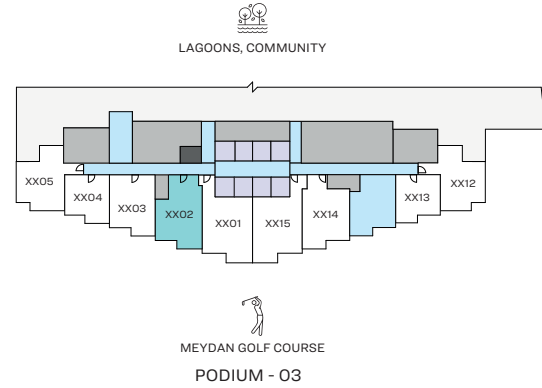 LAGOONS, COMMUNITY
XX05
XX04
XX03
XX02
XX01
XX15
XX14
XX13
XX12
MEYDAN GOLF COURSE
PODIUM - 03